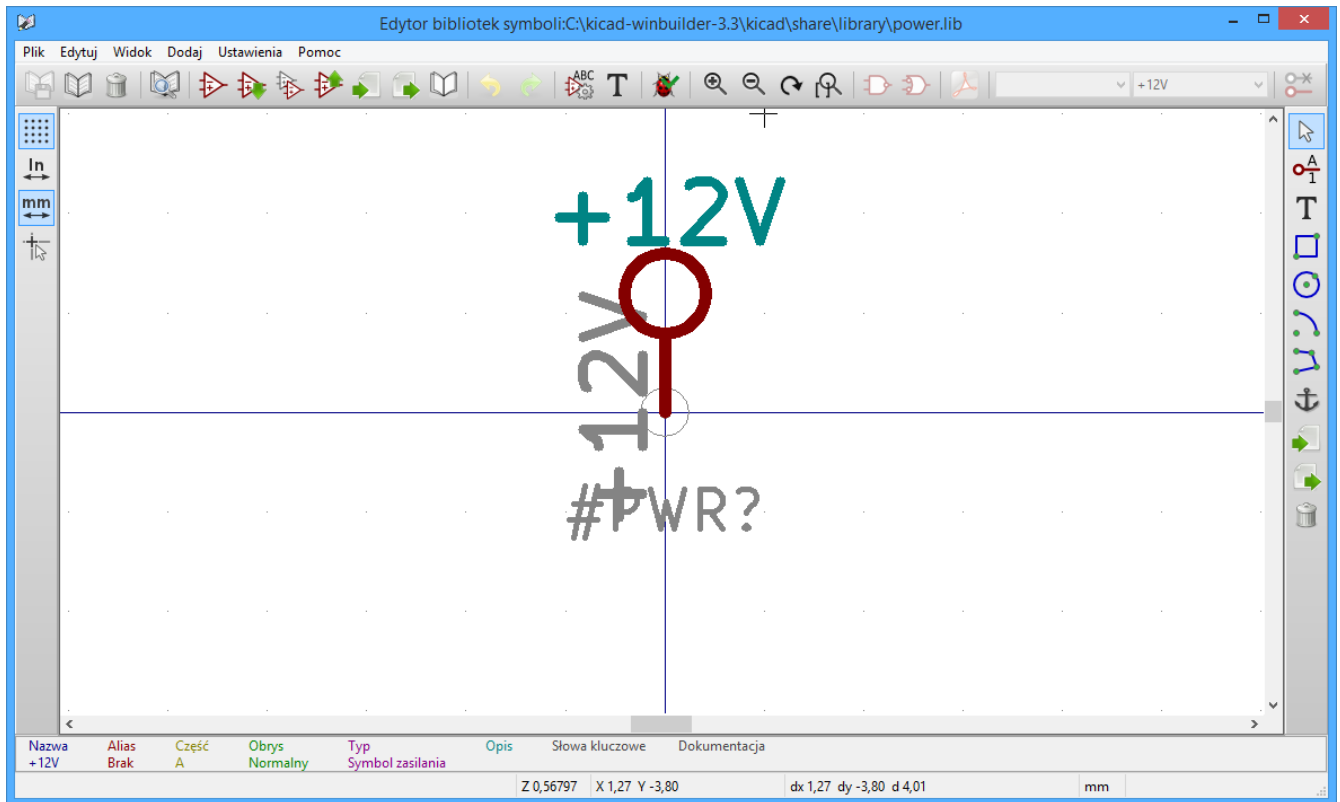 Edytor bibliotek symboli:C:\kicad-winbuilder-3.3\kicad\share\library\power.lib
Plik Edytuj Widok Dodaj Ustawienia Pomoc
ABC T +12V
In
mm
A
1
T
+12V
+12V
#PWR?
Nazwa Alias Część Obrys Typ Opis Słowa kluczowe Dokumentacja
+12V Brak A Normalny Symbol zasilania
Z 0,56797 X 1,27 Y -3,80 dx 1,27 dy -3,80 d 4,01 mm